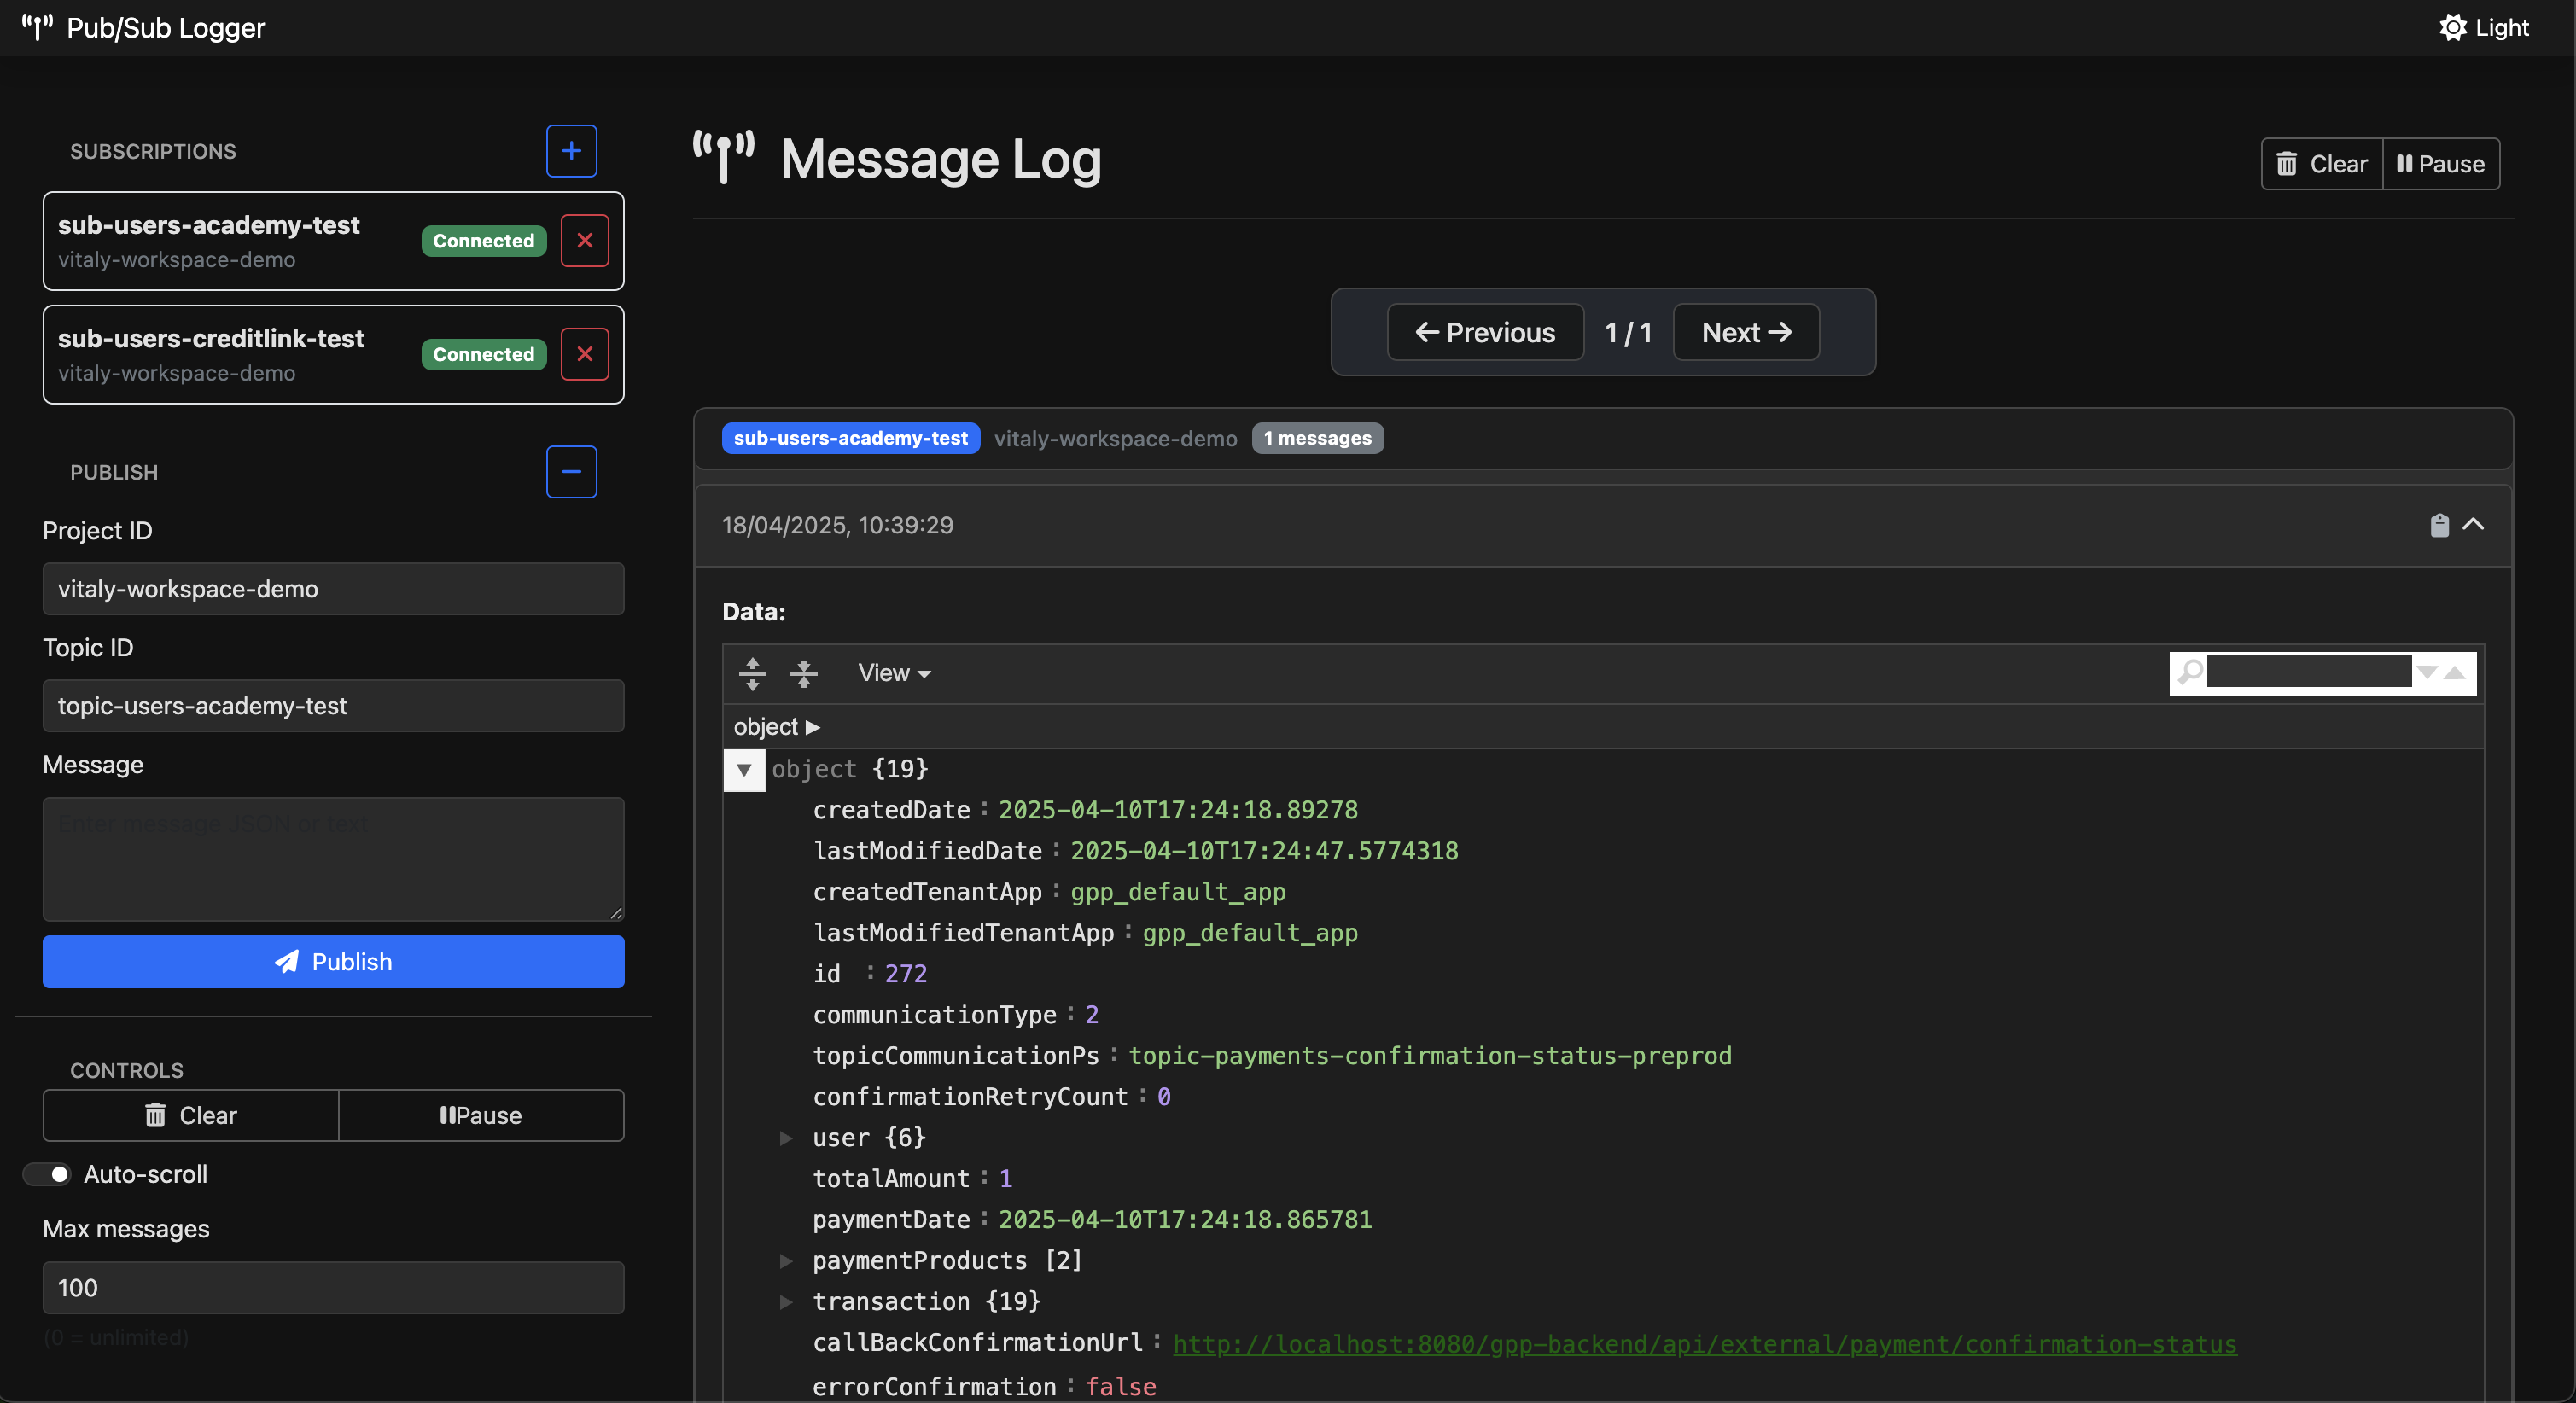 Pub/Sub Logger
Light
SUBSCRIPTIONS
sub-users-academy-test
vitaly-workspace-demo
Connected
sub-users-creditlink-test
vitaly-workspace-demo
Connected
PUBLISH
Project ID
vitaly-workspace-demo
Topic ID
topic-users-academy-test
Message
Enter message JSON or text
Publish
CONTROLS
Clear
Pause
Auto-scroll
Max messages
100
(0 = unlimited)
Message Log
Clear
Pause
← Previous
1 / 1
Next →
sub-users-academy-test vitaly-workspace-demo 1 messages
18/04/2025, 10:39:29
Data:
View
object ►
object {19}
createdDate : 2025-04-10T17:24:18.89278
lastModifiedDate : 2025-04-10T17:24:47.5774318
createdTenantApp : gpp_default_app
lastModifiedTenantApp : gpp_default_app
id : 272
communicationType : 2
topicCommunicationPs : topic-payments-confirmation-status-preprod
confirmationRetryCount : 0
user {6}
totalAmount : 1
paymentDate : 2025-04-10T17:24:18.865781
paymentProducts [2]
transaction {19}
callBackConfirmationUrl : http://localhost:8080/gpp-backend/api/external/payment/confirmation-status
errorConfirmation : false